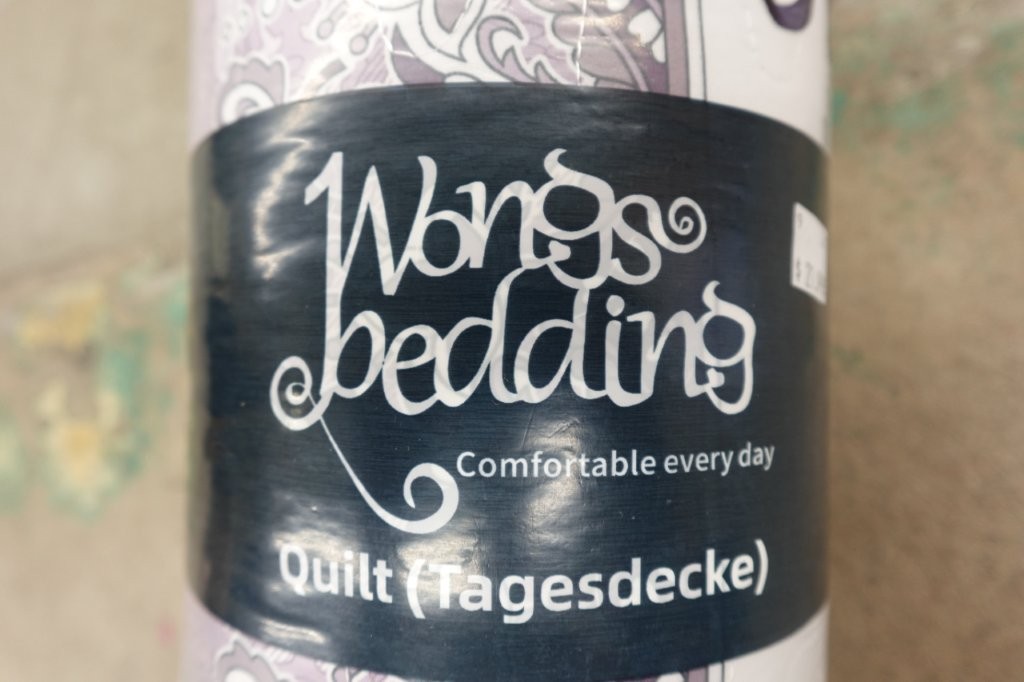 Wongs
bedding
Comfortable every day
Quilt (Tagesdecke)